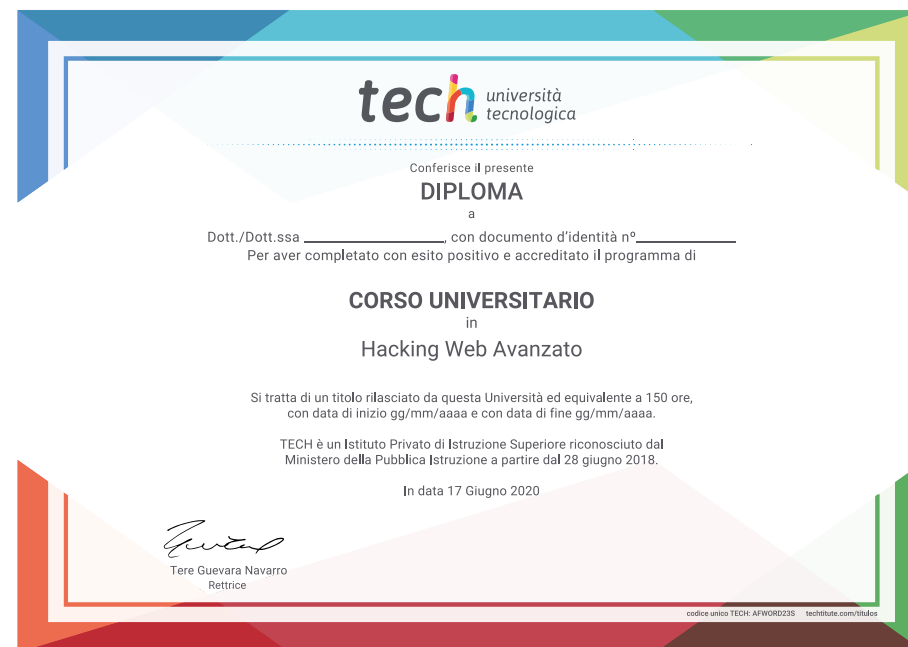 tech università
tecnologica
Conferisce il presente
DIPLOMA
a
Dott./Dott.ssa ____________________, con documento d'identità nº______________
Per aver completato con esito positivo e accreditato il programma di
CORSO UNIVERSITARIO
in
Hacking Web Avanzato
Si tratta di un titolo rilasciato da questa Università ed equivalente a 150 ore,
con data di inizio gg/mm/aaaa e con data di fine gg/mm/aaaa.
TECH è un Istituto Privato di Istruzione Superiore riconosciuto dal
Ministero della Pubblica Istruzione a partire dal 28 giugno 2018.
In data 17 Giugno 2020
Tere Guevara Navarro
Rettrice
codice unico TECH: AFWORD23S techtitute.com/titulos